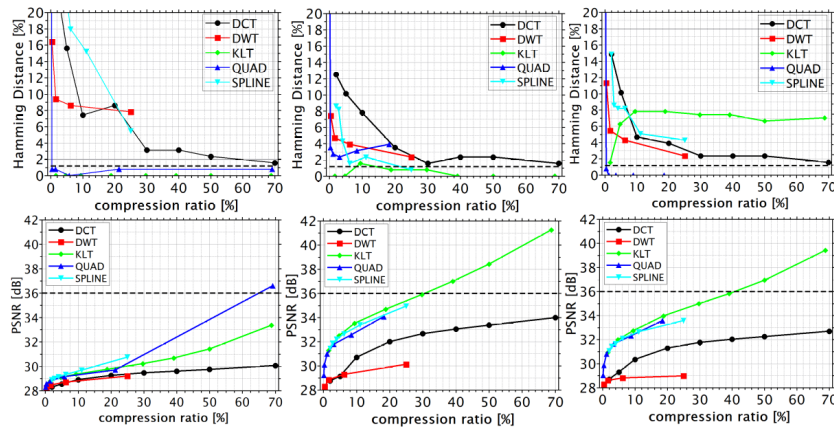 Hamming Distance [%]
20
18
16
14
12
10
8
6
4
2
0
DCT
DWT
KLT
QUAD
SPLINE
0 10 20 30 40 50 60 70
compression ratio [%]
Hamming Distance [%]
20
18
16
14
12
10
8
6
4
2
0
DCT
DWT
KLT
QUAD
SPLINE
0 10 20 30 40 50 60 70
compression ratio [%]
Hamming Distance [%]
20
18
16
14
12
10
8
6
4
2
0
DCT
DWT
KLT
QUAD
SPLINE
0 10 20 30 40 50 60 70
compression ratio [%]
PSNR [dB]
42
40
38
36
34
32
30
28
DCT
DWT
KLT
QUAD
SPLINE
0 10 20 30 40 50 60 70
compression ratio [%]
PSNR [dB]
42
40
38
36
34
32
30
28
DCT
DWT
KLT
QUAD
SPLINE
0 10 20 30 40 50 60 70
compression ratio [%]
PSNR [dB]
42
40
38
36
34
32
30
28
DCT
DWT
KLT
QUAD
SPLINE
0 10 20 30 40 50 60 70
compression ratio [%]